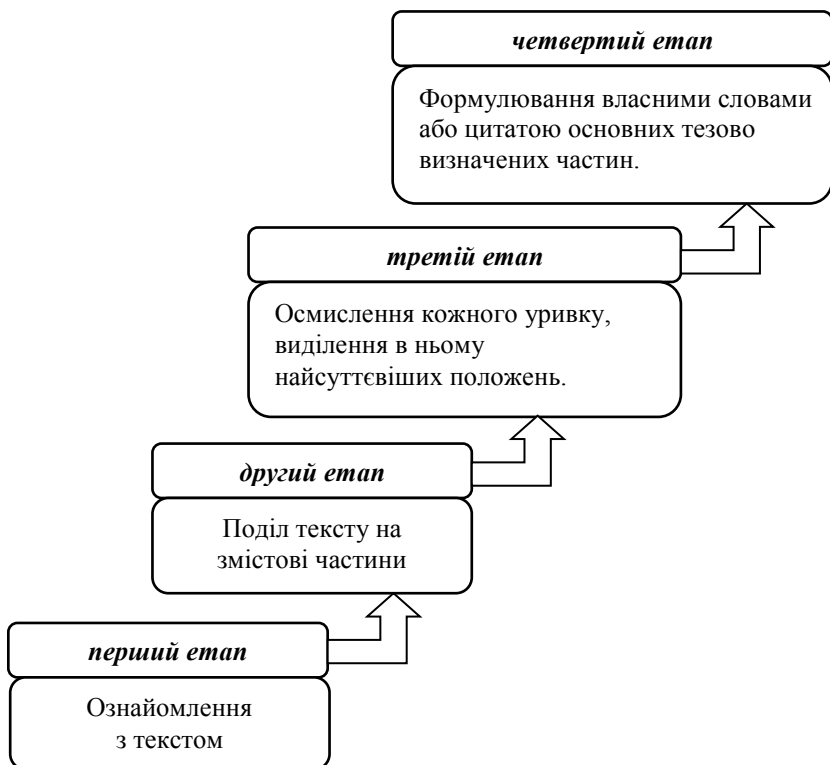 четвертий етап
Формулювання власними словами
або цитатою основних тезово
визначених частин.
третій етап
Осмислення кожного уривку,
виділення в ньому
найсуттєвіших положень.
другий етап
Поділ тексту на
змістові частини
перший етап
Ознайомлення
з текстом